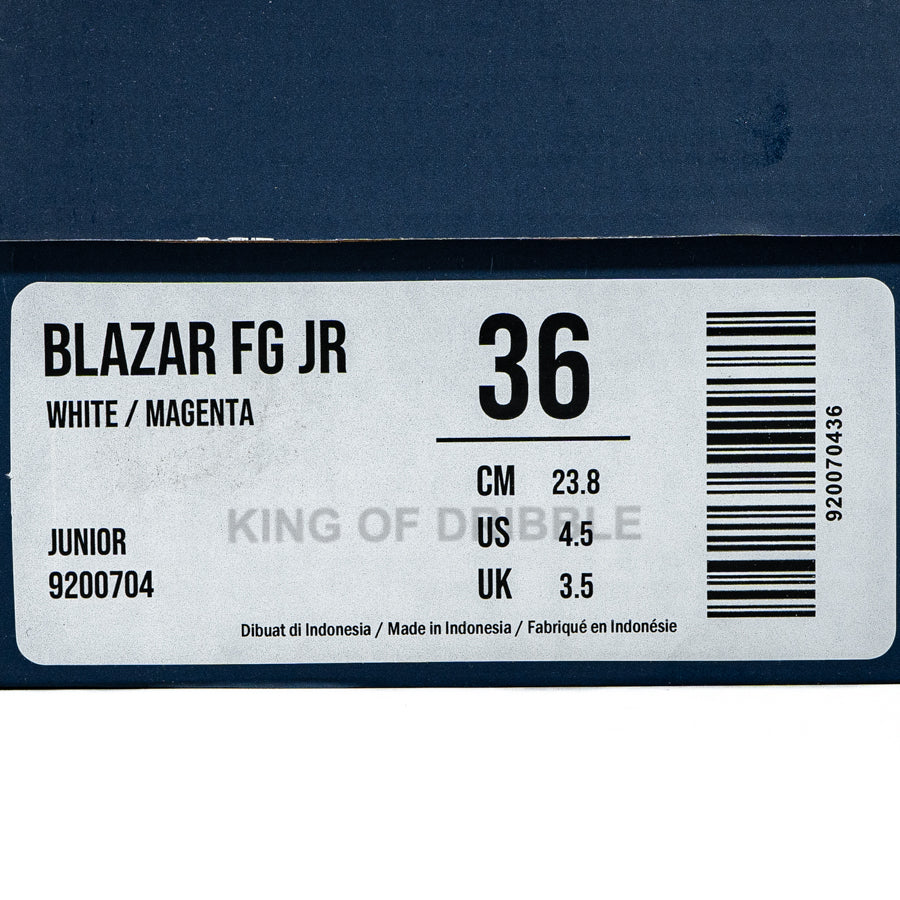 BLAZAR FG JR
WHITE / MAGENTA
JUNIOR
9200704
36
CM 23.8
US 4.5
UK 3.5
KING OF DRIBBLE
Dibuat di Indonesia / Made in Indonesia / Fabriqué en Indonésie
920070436